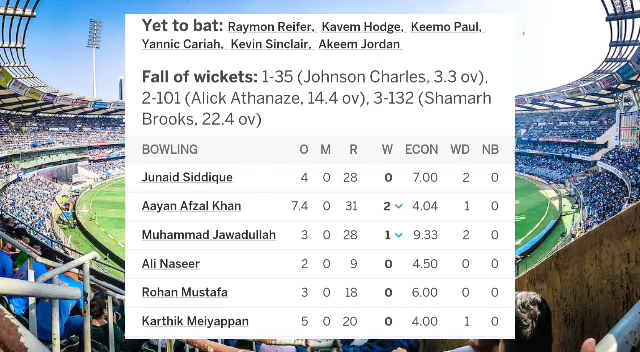 Yet to bat: Raymon Reifer, Kavem Hodge, Keemo Paul,
Yannic Cariah, Kevin Sinclair, Akeem Jordan
Fall of wickets: 1-35 (Johnson Charles, 3.3 ov),
2-101 (Alick Athanaze, 14.4 ov), 3-132 (Shamarh
Brooks, 22.4 ov)
BOWLING O M R W ECON WD NB
Junaid Siddique 4 0 28 0 7.00 2 0
Aayan Afzal Khan 7.4 0 31 2 4.04 1 0
Muhammad Jawadullah 3 0 28 1 9.33 2 0
Ali Naseer 2 0 9 0 4.50 0 0
Rohan Mustafa 3 0 18 0 6.00 0 0
Karthik Meiyappan 5 0 20 0 4.00 1 0